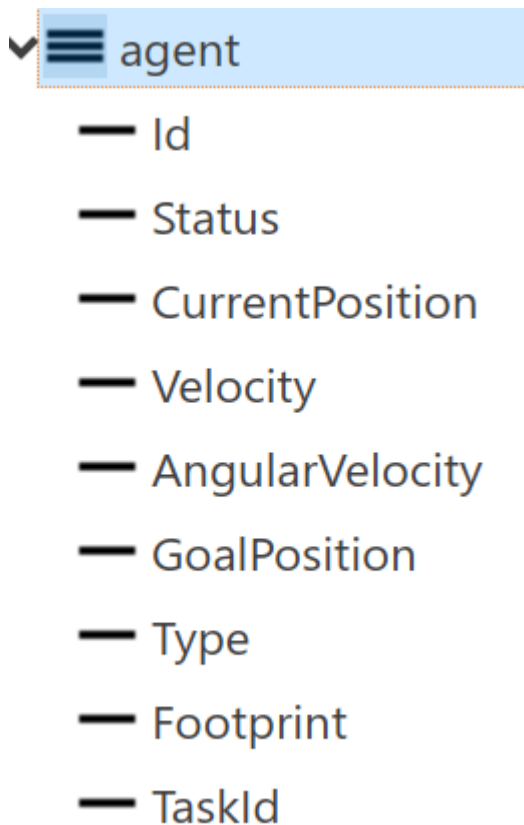 agent
Id
Status
CurrentPosition
Velocity
AngularVelocity
GoalPosition
Type
Footprint
TaskId